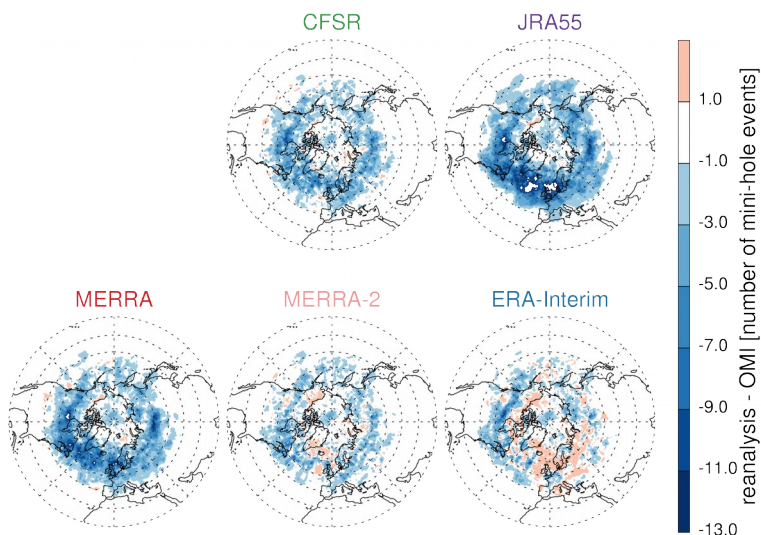 CFSR
JRA55
MERRA
MERRA-2
ERA-Interim
1.0
-1.0
-3.0
-5.0
-7.0
-9.0
-11.0
-13.0
reanalysis - OMI [number of mini-hole events]